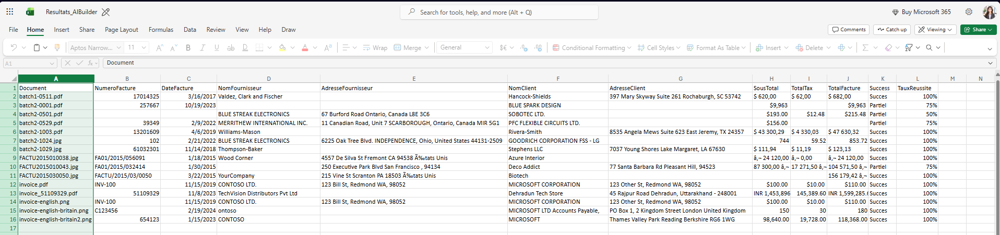 Resultats_AIBuilder
Search for tools, help, and more (Alt + Q)
Buy Microsoft 365
File Home Insert Share Page Layout Formulas Data Review View Help Draw
Comments Catch up Viewing Share
Aptos Narrow... 11 A^ A˅ B I U ab D A Wrap Merge General $€ Conditional Formatting Cell Styles Format As Table Insert Delete Σ
A1 fx Document
A B C D E F G H I J K L M N
1 Document NumeroFacture DateFacture NomFournisseur AdresseFournisseur NomClient AdresseClient SousTotal TotalTax TotalFacture Success TauxReussite
2 batch1-0511.pdf 17014325 3/16/2017 Valdez, Clark and Fischer Hancock-Shields 397 Mary Skyway Suite 261 Rochaburgh, SC 53742 $ 620,00 $ 62,00 $ 682,00 Succes 100%
3 batch2-0001.pdf 257667 10/19/2023 BLUE SPARK DESIGN $9,963 $9,963 Partiel 75%
4 batch2-0501.pdf BLUE STREAK ELECTRONICS 67 Burford Road Ontario, Canada L8E 3C6 SOBOTEC LTD. $193.00 $12.48 $215.48 Partiel 50%
5 batch2-0529.pdf 39349 2/9/2022 MERRITHEW INTERNATIONAL INC. 11 Canadian Road, Unit 7 SCARBOROUGH, Ontario, Canada MIR 5G1 PFC FLEXIBLE CIRCUITS LTD. $156.00 Partiel 75%
6 batch2-1003.pdf 13201609 4/6/2019 Williams-Mason Rivera-Smith 8535 Angela Mews Suite 623 East Jeremy, TX 24357 $ 43 300,29 $ 4 330,03 $ 47 630,32 Succes 100%
7 batch2-1024.jpg 102 2/21/2022 BLUE STREAK ELECTRONICS 6225 Oak Tree Blvd. INDEPENDENCE, Ohio, United States 44131-2509 GOODRICH CORPORATION FSS - LG 744 59.52 853.72 Succes 100%
8 batch2-1029.jpg 61032301 11/14/2018 Thompson-Baker Stephens LLC 7037 Young Shores Lake Margaret, LA 67630 $ 111,94 $ 11,19 $ 123,13 Succes 100%
9 FACTU2015010038.jpg FA01/2015/056091 1/18/2015 Wood Corner 4557 De Silva St Fremont CA 94538 Ã‰tats Unis Azure Interior â‚¬ 24 120,00 â‚¬ 0,00 â‚¬ 24 120,00 Succes 100%
10 FACTU2015010043.jpg FA01/2015/032414 1/30/2015 250 Executive Park Blvd San Francisco , 94134 Deco Addict 77 Santa Barbara Rd Pleasant Hill, 94523 87 300,00 â‚¬ 17 271,50 â‚¬ 104 571,50 â‚¬ Partiel 75%
11 FACTU2015030050.jpg FACTU/2015/03/0050 3/22/2015 YourCompany 215 Vine St Scranton PA 18503 Ã‰tats Unis Biotech 156 179,42 â‚¬ Succes 100%
12 invoice.pdf INV-100 11/15/2019 CONTOSO LTD. 123 Bill St, Redmond WA, 98052 MICROSOFT CORPORATION 123 Other St, Redmond WA, 98052 $100.00 $10.00 $110.00 Succes 100%
13 invoice_51109329.pdf 51109329 11/8/2023 TechVision Distributors Pvt Ltd Dehradun Tech Store 45 Rajpur Road Dehradun, Uttarakhand - 248001 INR 1,453,896 145,389.60 INR 1,599,285.6 Succes 100%
14 invoice-english.png INV-100 11/15/2019 CONTOSO LTD. 123 Bill St, Redmond WA, 98052 MICROSOFT CORPORATION 123 Other St, Redmond WA, 98052 $100.00 $10.00 $110.00 Succes 100%
15 invoice-english-britain.png C123456 2/19/2024 ontoso MICROSOFT LTD Accounts Payable, PO Box 1, 2 Kingdom Street London United Kingdom 150 30 180 Succes 100%
16 invoice-english-britain2.png 654123 1/15/2023 CONTOSO MICROSOFT Thames Valley Park Reading Berkshire RG6 1WG 98,640.00 19,728.00 118,368.00 Succes 100%
17